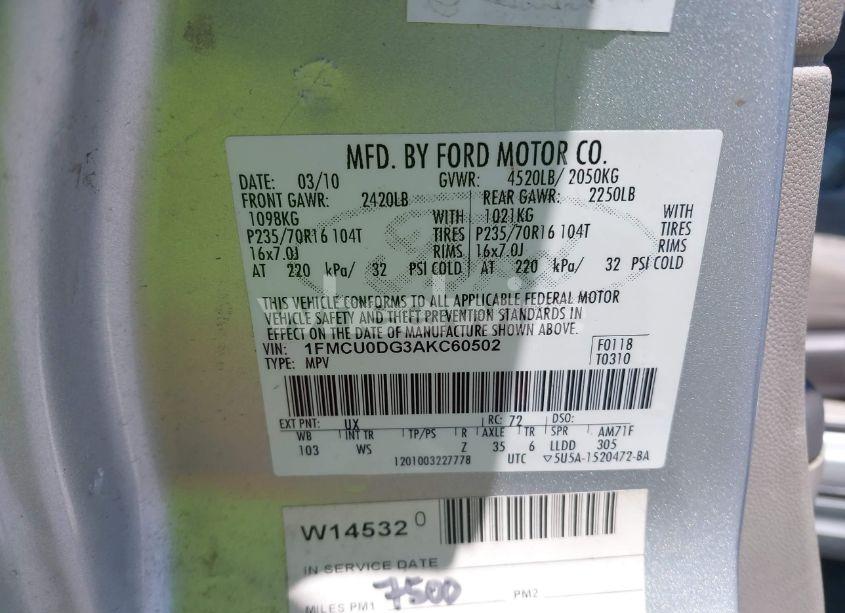 MFD. BY FORD MOTOR CO.
DATE: 03/10 GVWR: 4520LB/ 2050KG
FRONT GAWR: 2420LB REAR GAWR: 2250LB
1098KG WITH 1021KG WITH
P235/70R16 104T TIRES P235/70R16 104T TIRES
16x7.0J RIMS 16x7.0J RIMS
AT 220 kPa/ 32 PSI COLD AT 220 kPa/ 32 PSI COLD
THIS VEHICLE CONFORMS TO ALL APPLICABLE FEDERAL MOTOR
VEHICLE SAFETY AND THEFT PREVENTION STANDARDS IN
EFFECT ON THE DATE OF MANUFACTURE SHOWN ABOVE.
VIN: 1FMCU0DG3AKC60502 F0118
TYPE: MPV T0310
EXT PNT: UX RC: 72 DSO:
WB INT TR TP/PS R AXLE TR SPR AM71F
103 WS Z 35 6 LLDD 305
1201003227778 UTC ▽5U5A-1520472-BA
W14532 0
IN SERVICE DATE
MILES PM1 7500 PM2